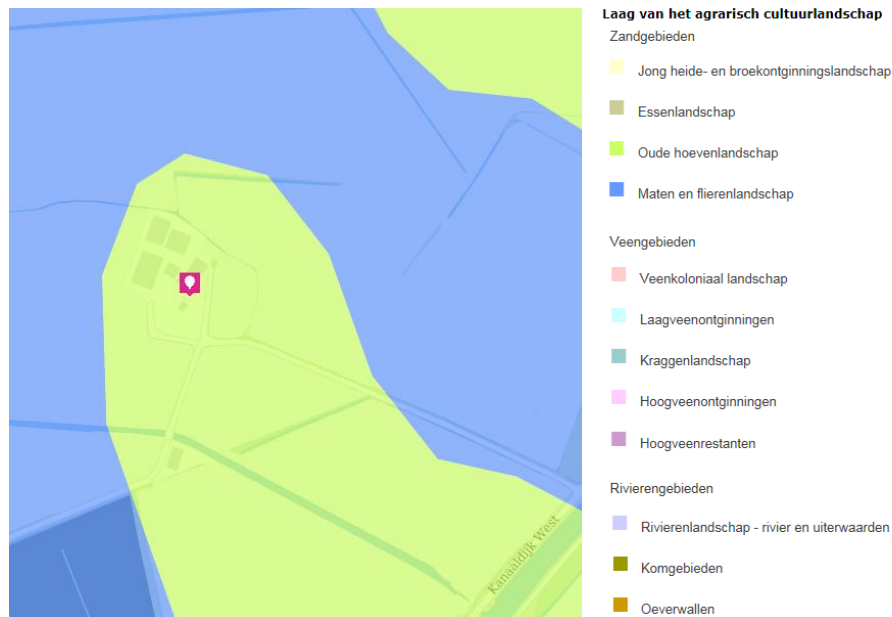 Laag van het agrarisch cultuurlandschap
Zandgebieden
Jong heide- en broekontginningslandschap
Essenlandschap
Oude hoevenlandschap
Maten en flierenlandschap
Veengebieden
Veenkoloniaal landschap
Laagveenontginningen
Kraggenlandschap
Hoogveenontginningen
Hoogveenrestanten
Rivierengebieden
Rivierenlandschap - rivier en uiterwaarden
Komgebieden
Oeverwallen
Kanaaldijk West